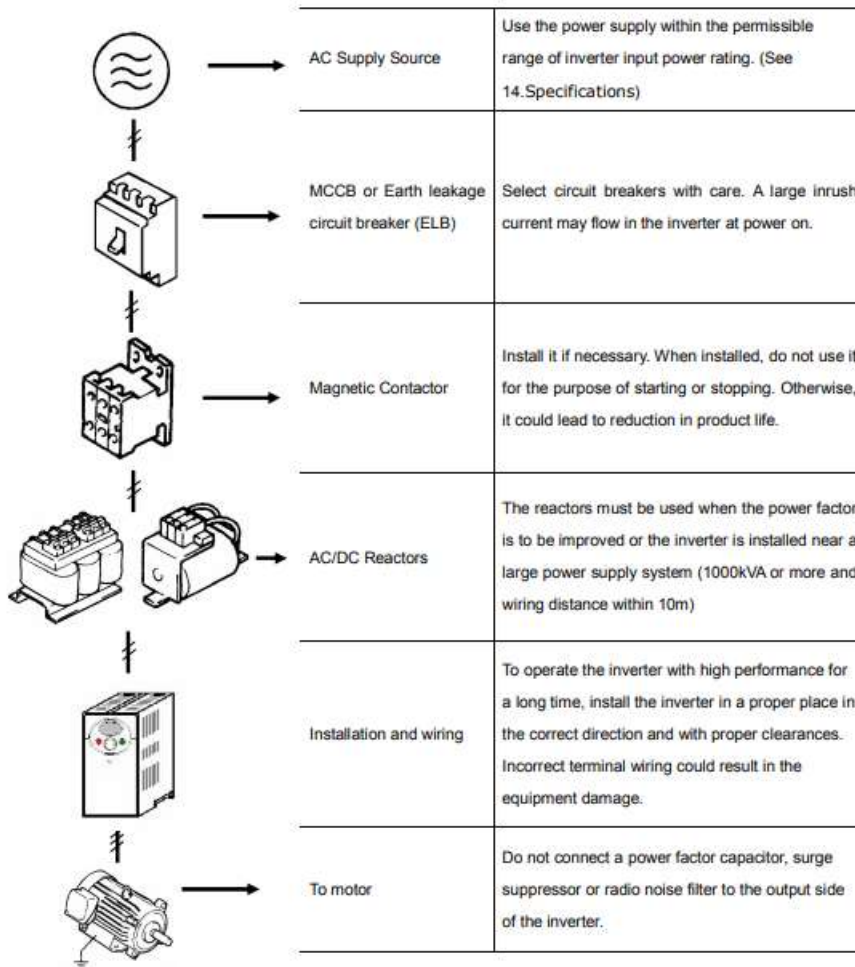 AC Supply Source
Use the power supply within the permissible
range of inverter input power rating. (See
14.Specifications)
MCCB or Earth leakage
circuit breaker (ELB)
Select circuit breakers with care. A large inrush
current may flow in the inverter at power on.
Magnetic Contactor
Install it if necessary. When installed, do not use it
for the purpose of starting or stopping. Otherwise,
it could lead to reduction in product life.
AC/DC Reactors
The reactors must be used when the power factor
is to be improved or the inverter is installed near a
large power supply system (1000kVA or more and
wiring distance within 10m)
Installation and wiring
To operate the inverter with high performance for
a long time, install the inverter in a proper place in
the correct direction and with proper clearances.
Incorrect terminal wiring could result in the
equipment damage.
To motor
Do not connect a power factor capacitor, surge
suppressor or radio noise filter to the output side
of the inverter.